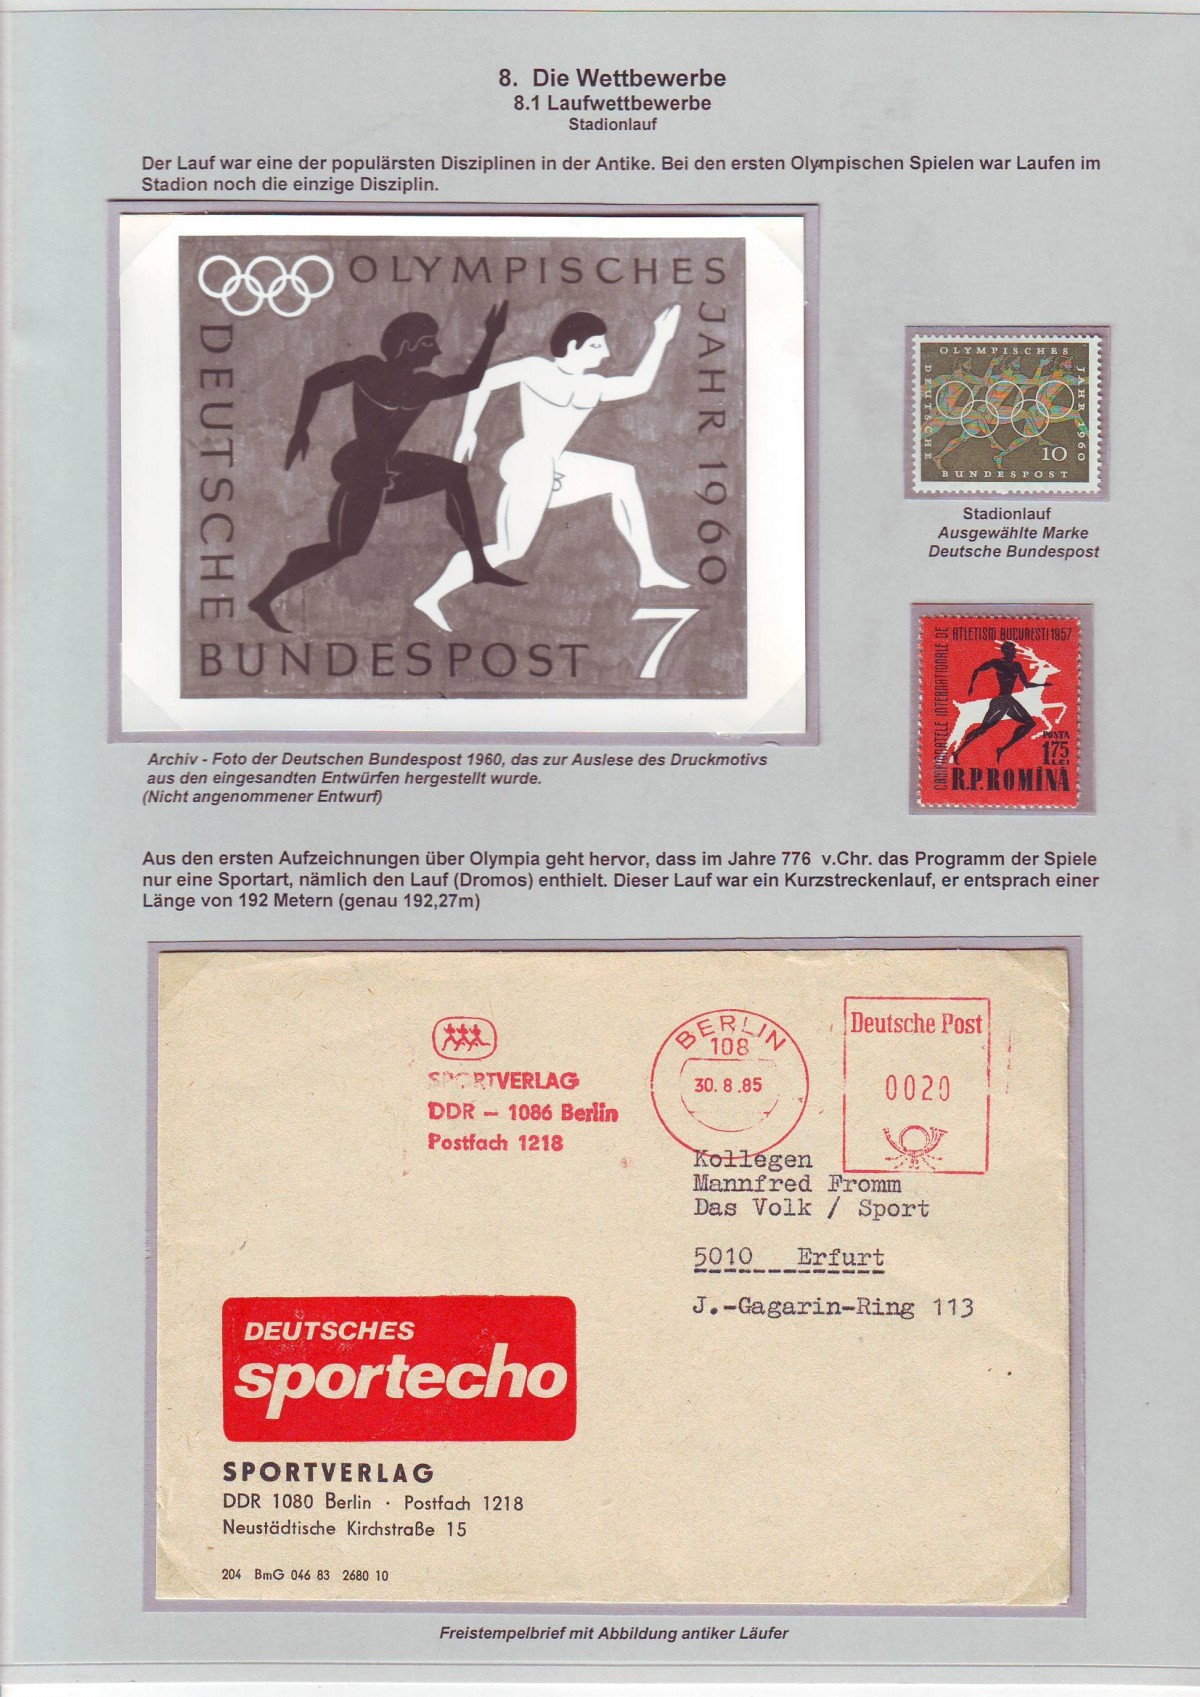 8. Die Wettbewerbe
8.1 Laufwettbewerbe
Stadionlauf
Der Lauf war eine der populärsten Disziplinen in der Antike. Bei den ersten Olympischen Spielen war Laufen im
Stadion noch die einzige Disziplin.
OLYMPISCHES
JAHR 1960
DEUTSCHE
BUNDESPOST
7
OLYMPISCHES
JAHR 1960
DEUTSCHE
10
BUNDESPOST
Stadionlauf
Ausgewählte Marke
Deutsche Bundespost
CAMPIONATELE INTERNATIONALE DE
ATLETISM BUCURESTI 1957
POSTA
175
LEI
R.P.ROMINA
Archiv - Foto der Deutschen Bundespost 1960, das zur Auslese des Druckmotivs
aus den eingesandten Entwürfen hergestellt wurde.
(Nicht angenommener Entwurf)
Aus den ersten Aufzeichnungen über Olympia geht hervor, dass im Jahre 776 v.Chr. das Programm der Spiele
nur eine Sportart, nämlich den Lauf (Dromos) enthielt. Dieser Lauf war ein Kurzstreckenlauf, er entsprach einer
Länge von 192 Metern (genau 192,27m)
SPORTVERLAG
DDR – 1086 Berlin
Postfach 1218
BERLIN
108
30.8.85
Deutsche Post
0020
Kollegen
Mannfred Fromm
Das Volk / Sport
5010 Erfurt
J.-Gagarin-Ring 113
DEUTSCHES
sportecho
SPORTVERLAG
DDR 1080 Berlin · Postfach 1218
Neustädtische Kirchstraße 15
204 BmG 046 83 2680 10
Freistempelbrief mit Abbildung antiker Läufer